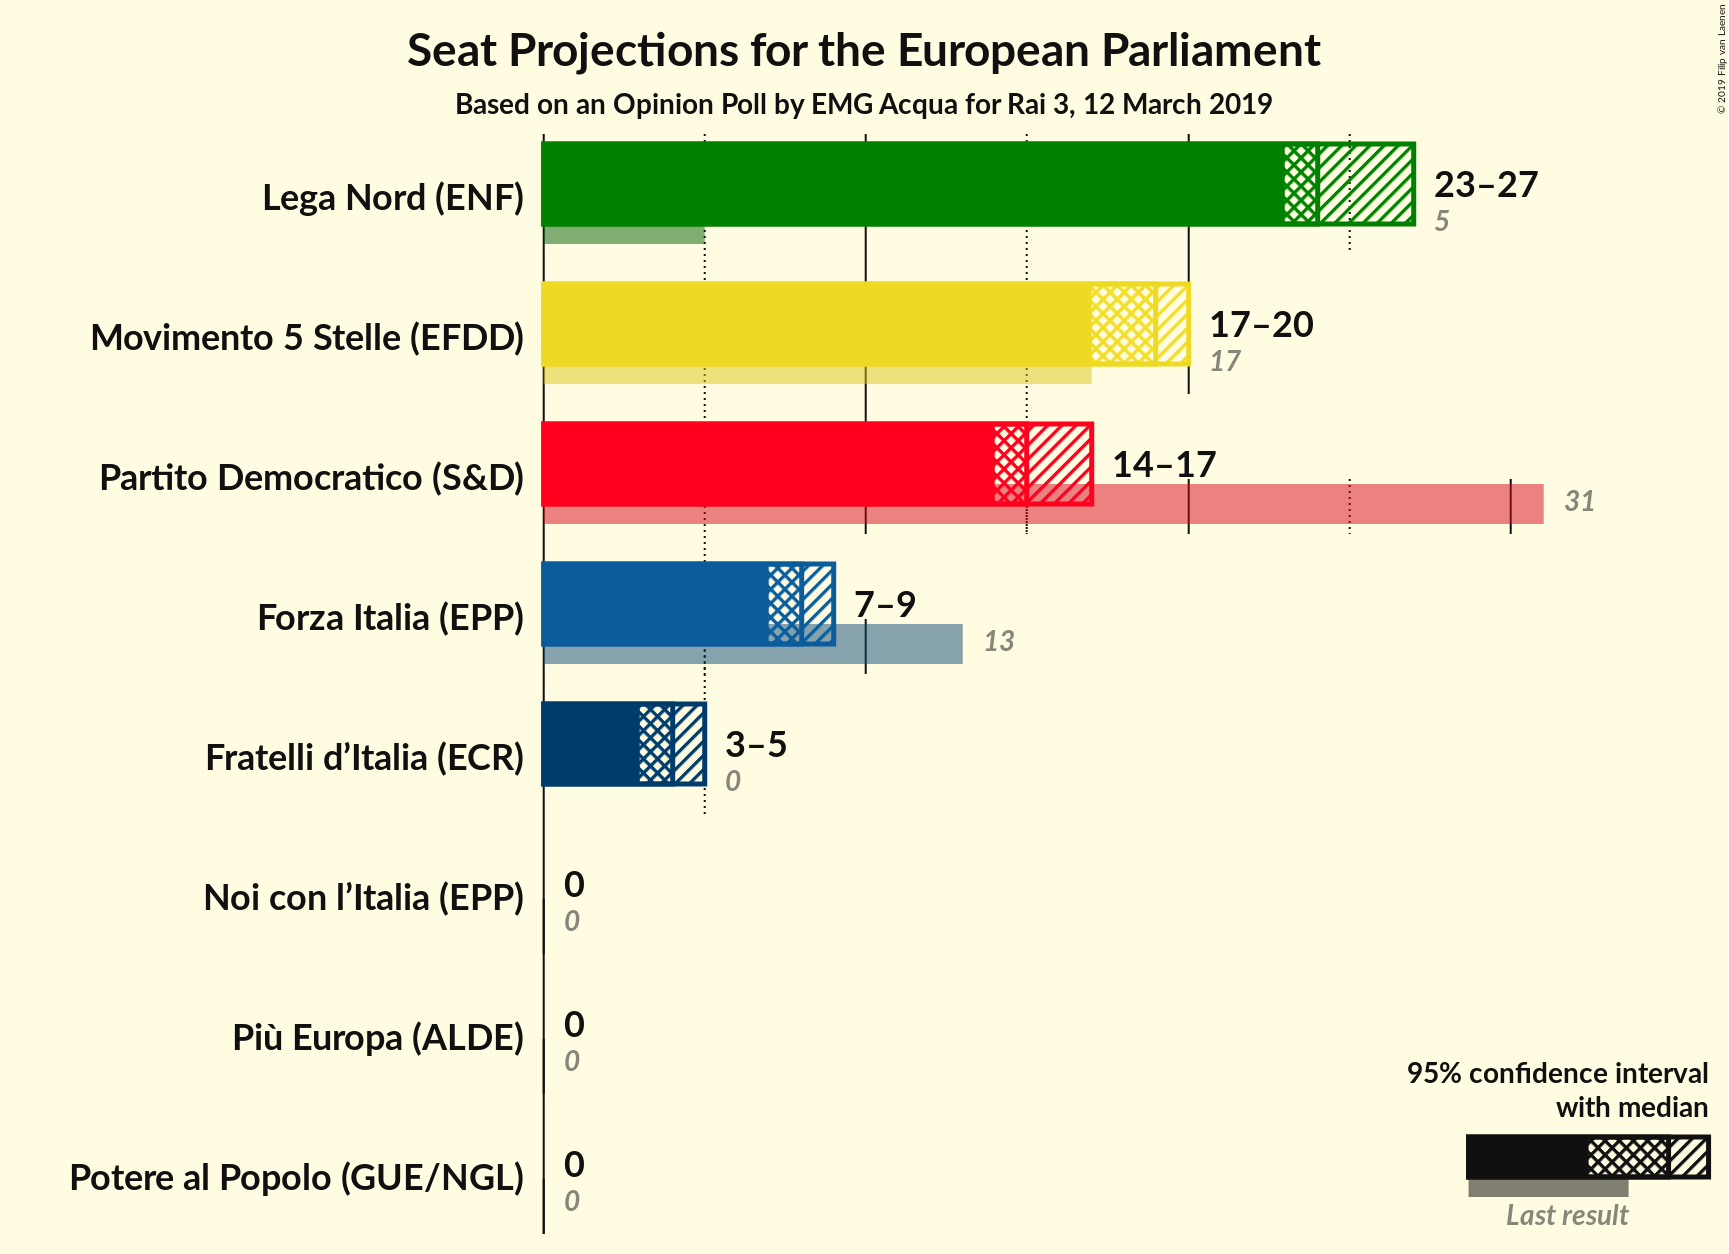 Seat Projections for the European Parliament
Based on an Opinion Poll by EMG Acqua for Rai 3, 12 March 2019
© 2019 Filip van Laenen
Lega Nord (ENF)
23–27
5
Movimento 5 Stelle (EFDD)
17–20
17
Partito Democratico (S&D)
14–17
31
Forza Italia (EPP)
7–9
13
Fratelli d’Italia (ECR)
3–5
0
Noi con l’Italia (EPP)
0
0
Più Europa (ALDE)
0
0
Potere al Popolo (GUE/NGL)
0
0
95% confidence interval
with median
Last result